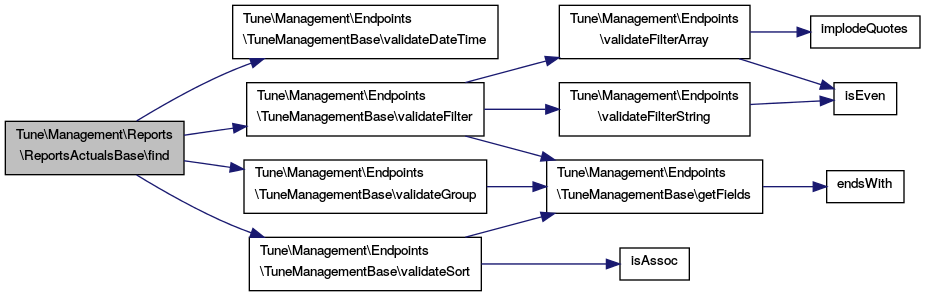 Tune\Management\Reports
\ReportsActualsBase\find
Tune\Management\Endpoints
\TuneManagementBase\validateDateTime
Tune\Management\Endpoints
\TuneManagementBase\validateFilter
Tune\Management\Endpoints
\TuneManagementBase\validateGroup
Tune\Management\Endpoints
\TuneManagementBase\validateSort
Tune\Management\Endpoints
\validateFilterArray
Tune\Management\Endpoints
\validateFilterString
Tune\Management\Endpoints
\TuneManagementBase\getFields
isAssoc
implodeQuotes
isEven
endsWith